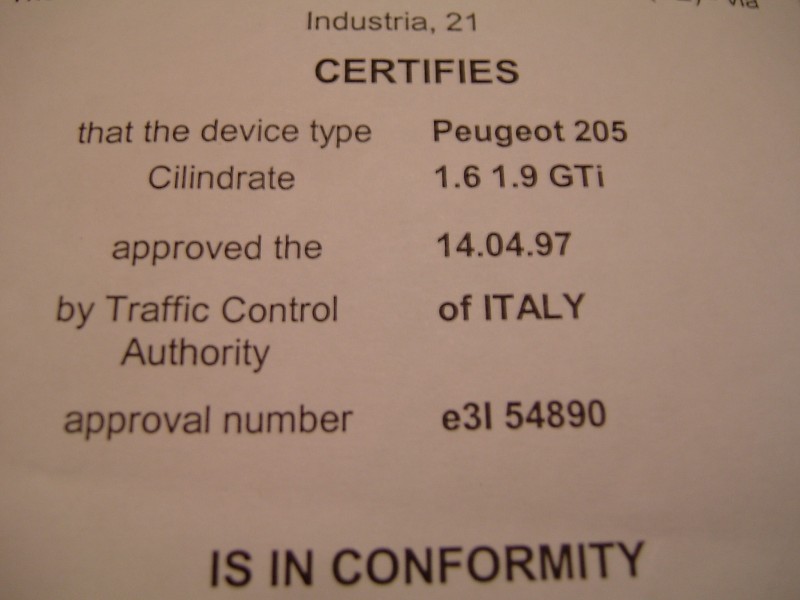 via
Industria, 21
CERTIFIES
that the device type Peugeot 205
Cilindrate 1.6 1.9 GTi
approved the 14.04.97
by Traffic Control of ITALY
Authority
approval number e3I 54890
IS IN CONFORMITY